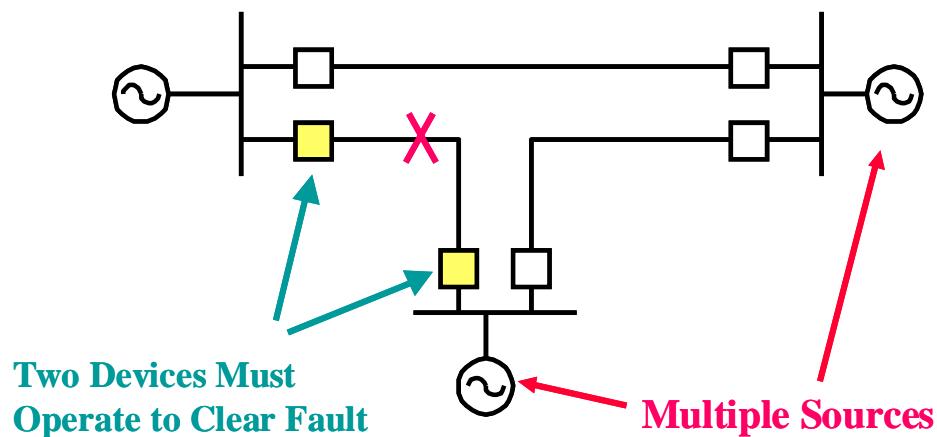 Two Devices Must
Operate to Clear Fault
Multiple Sources